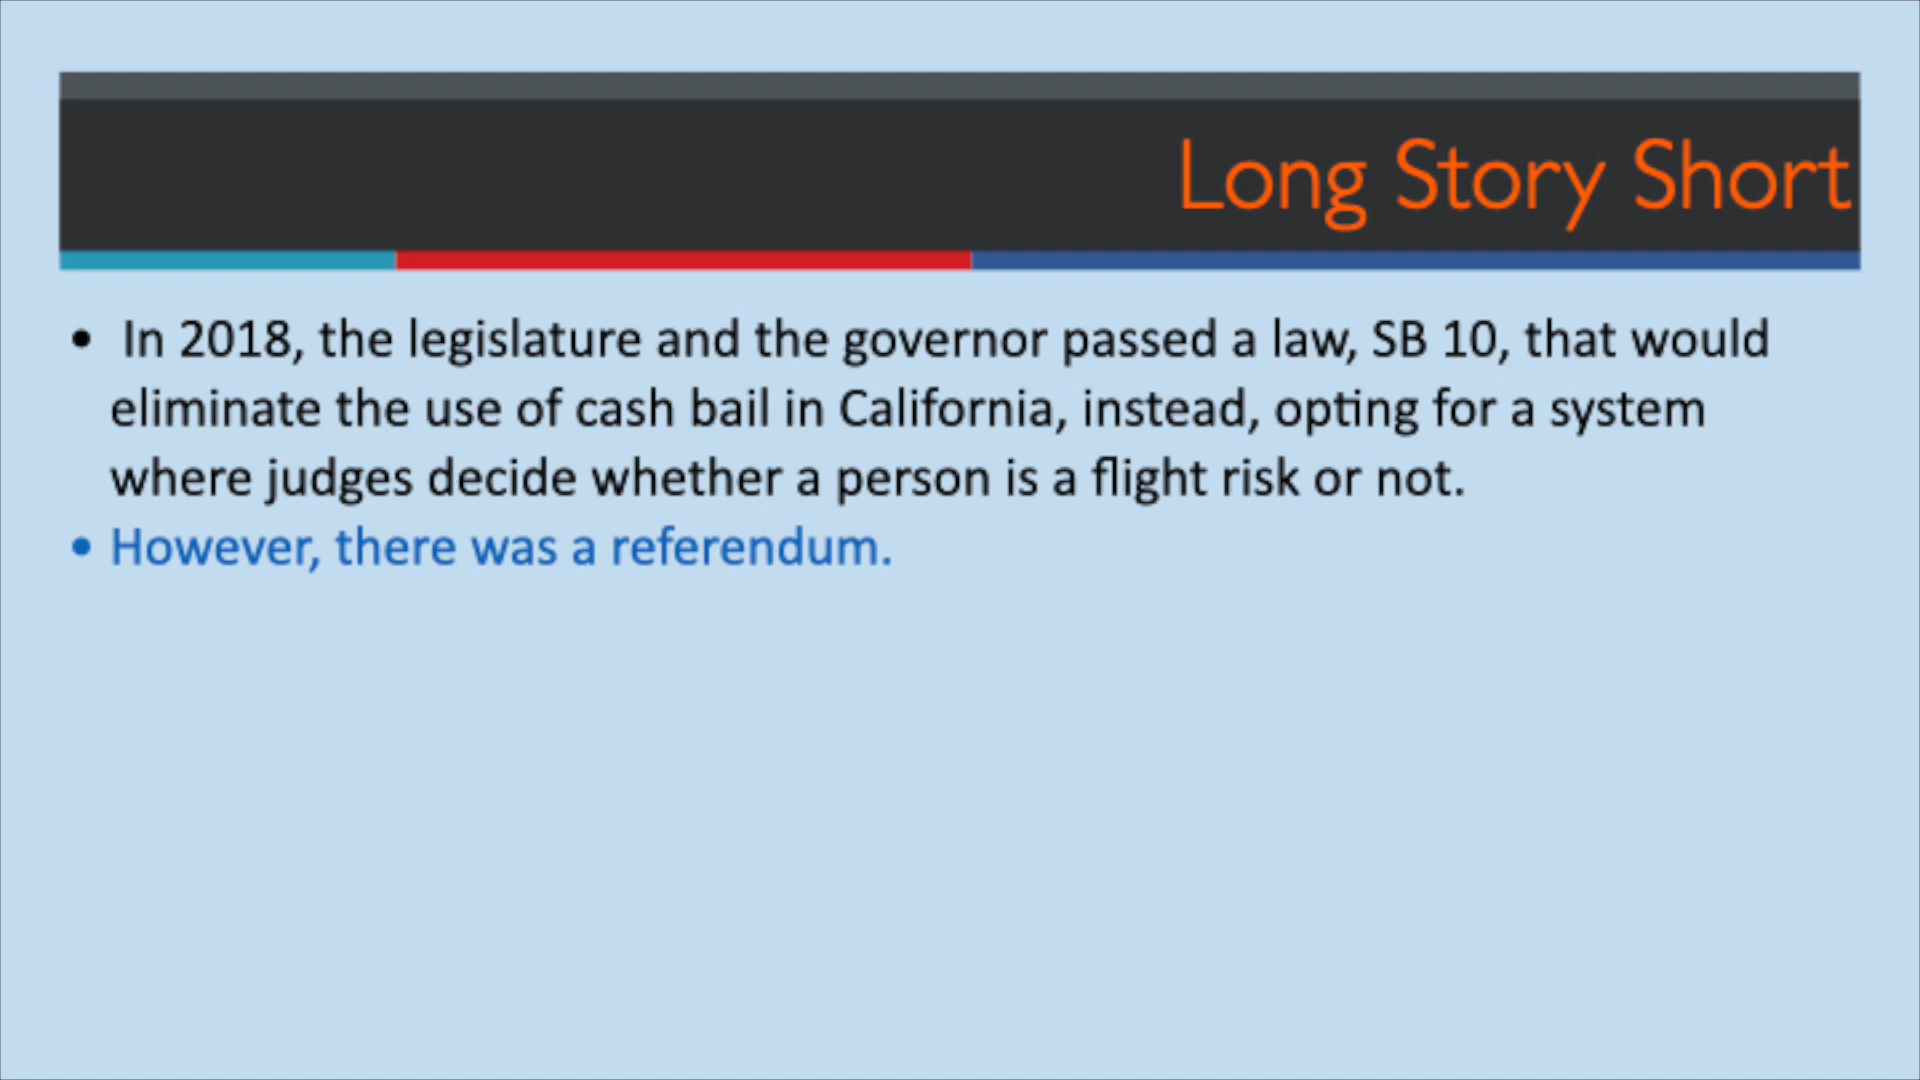 Long Story Short
• In 2018, the legislature and the governor passed a law, SB 10, that would
eliminate the use of cash bail in California, instead, opting for a system
where judges decide whether a person is a flight risk or not.
• However, there was a referendum.